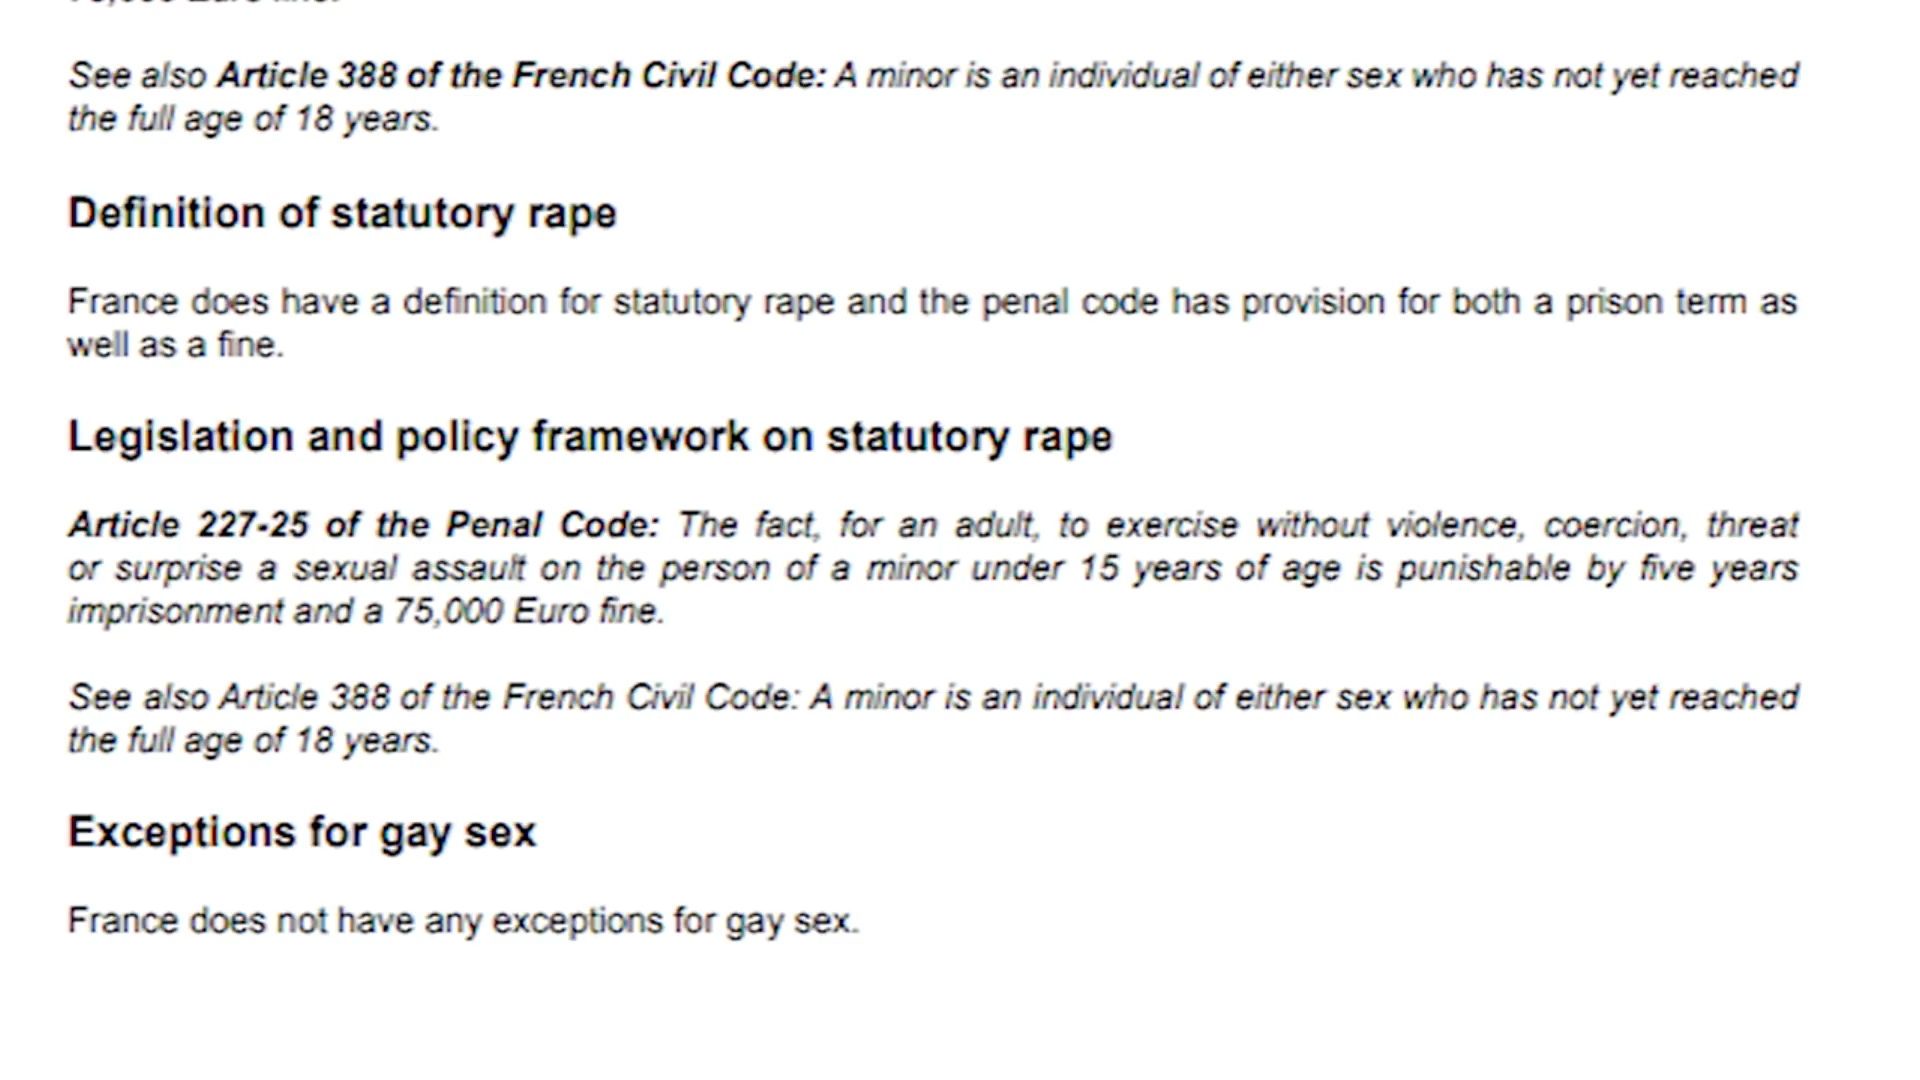 See also Article 388 of the French Civil Code: A minor is an individual of either sex who has not yet reached
the full age of 18 years.
Definition of statutory rape
France does have a definition for statutory rape and the penal code has provision for both a prison term as
well as a fine.
Legislation and policy framework on statutory rape
Article 227-25 of the Penal Code: The fact, for an adult, to exercise without violence, coercion, threat
or surprise a sexual assault on the person of a minor under 15 years of age is punishable by five years
imprisonment and a 75,000 Euro fine.
See also Article 388 of the French Civil Code: A minor is an individual of either sex who has not yet reached
the full age of 18 years.
Exceptions for gay sex
France does not have any exceptions for gay sex.